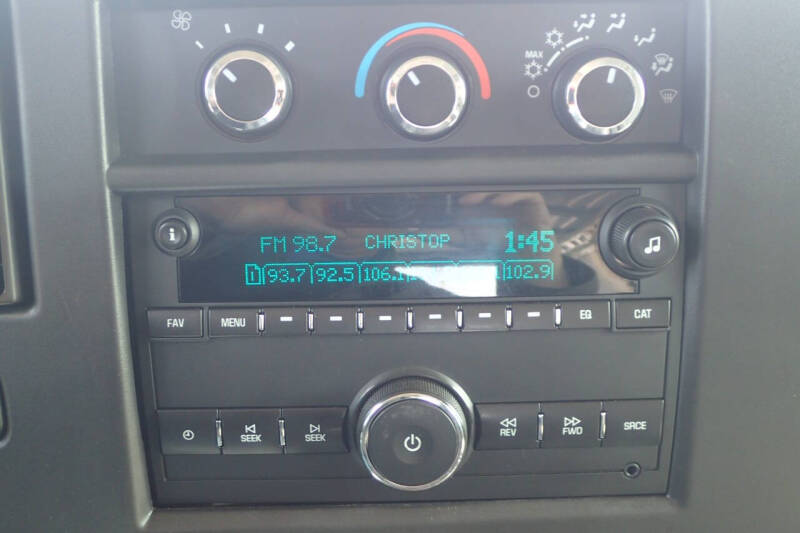 MAX
i
FM 98.7 CHRISTOP 1:45
1 93.7 92.5 106.1 102.9
FAV MENU EQ CAT
SEEK SEEK REV FWD SRCE